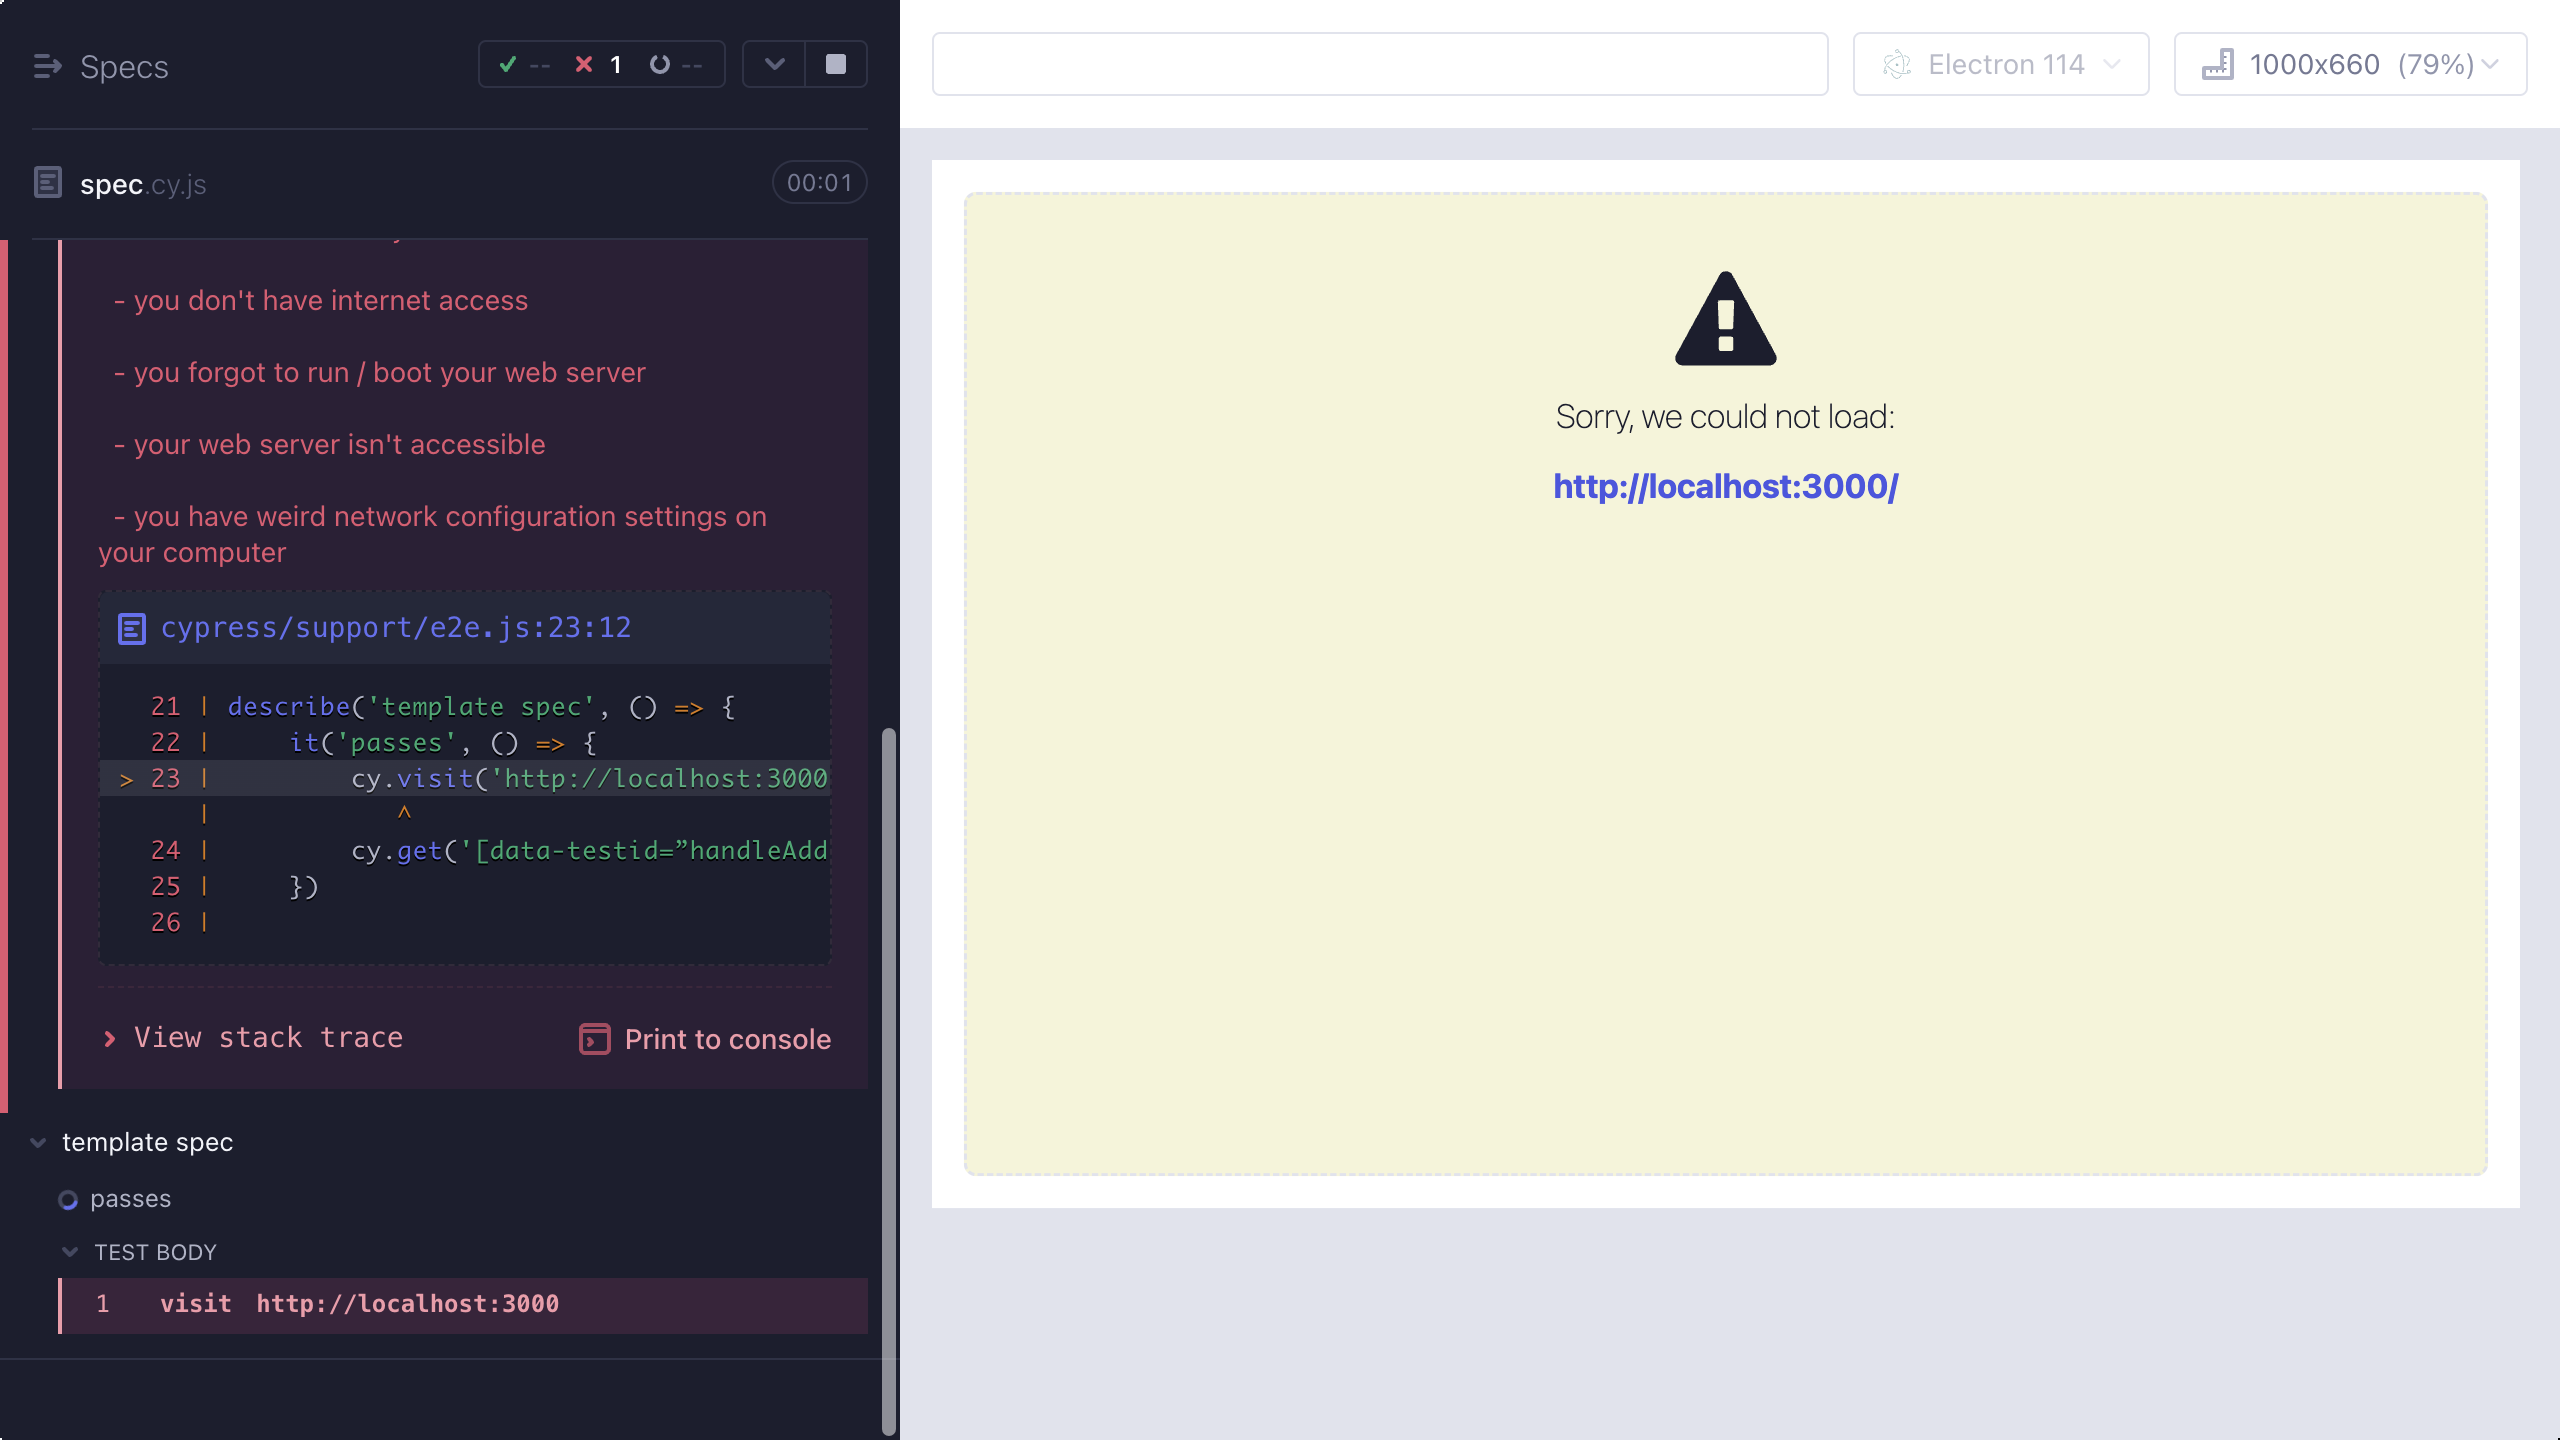 Specs
-- 1 --
spec.cy.js
00:01
- you don't have internet access
- you forgot to run / boot your web server
- your web server isn't accessible
- you have weird network configuration settings on
your computer
cypress/support/e2e.js:23:12
21 | describe('template spec', () => {
22 |     it('passes', () => {
> 23 |         cy.visit('http://localhost:3000
|            ^
24 |         cy.get('[data-testid=”handleAdd
25 |     })
26 |
View stack trace
Print to console
template spec
passes
TEST BODY
1 visit http://localhost:3000
Electron 114
1000x660 (79%)
Sorry, we could not load:
http://localhost:3000/